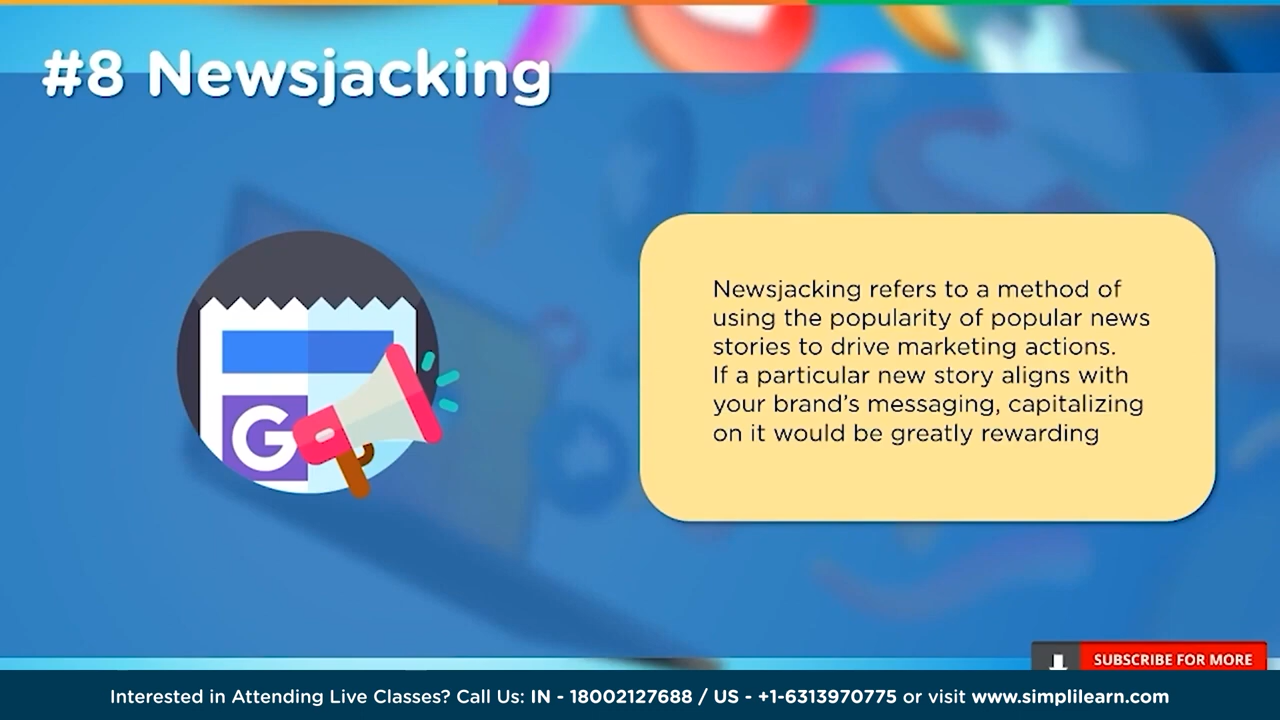 #8 Newsjacking
G
Newsjacking refers to a method of
using the popularity of popular news
stories to drive marketing actions.
If a particular new story aligns with
your brand's messaging, capitalizing
on it would be greatly rewarding
SUBSCRIBE FOR MORE
Interested in Attending Live Classes? Call Us: IN - 18002127688 / US - +1-6313970775 or visit www.simplilearn.com